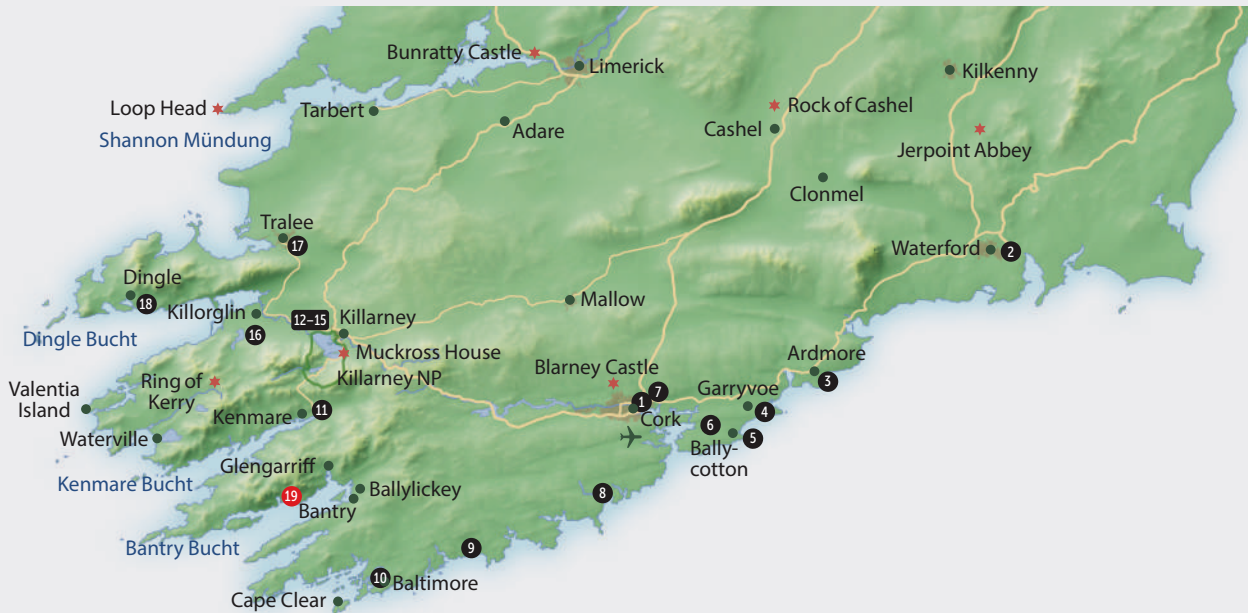 Bunratty Castle
Limerick
Kilkenny
Loop Head
Tarbert
Rock of Cashel
Shannon Mündung
Adare
Cashel
Jerpoint Abbey
Clonmel
Tralee
17
Waterford
2
Dingle
18
Killorglin
12–15
Killarney
Mallow
Dingle Bucht
16
Muckross House
Ardmore
Killarney NP
Blarney Castle
3
Valentia
Island
Ring of
Kerry
7
Garryvoe
Kenmare
11
1
Cork
4
6
5
Bally-
cotton
Waterville
Glengarriff
Kenmare Bucht
Ballylickey
19
Bantry
8
Bantry Bucht
9
10
Baltimore
Cape Clear